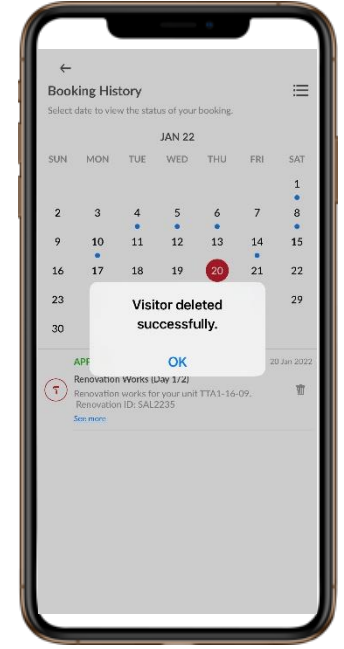 Booking History
Select date to view the status of your booking.
JAN 22
SUN MON TUE WED THU FRI SAT
1
2 3 4 5 6 7 8
9 10 11 12 13 14 15
16 17 18 19 20 21 22
23 29
30
Visitor deleted
successfully.
OK
20 Jan 2022
Renovation Works (Day 1/2)
T
Renovation works for your unit TTA1-16-09.
Renovation ID: SAL2235
See more